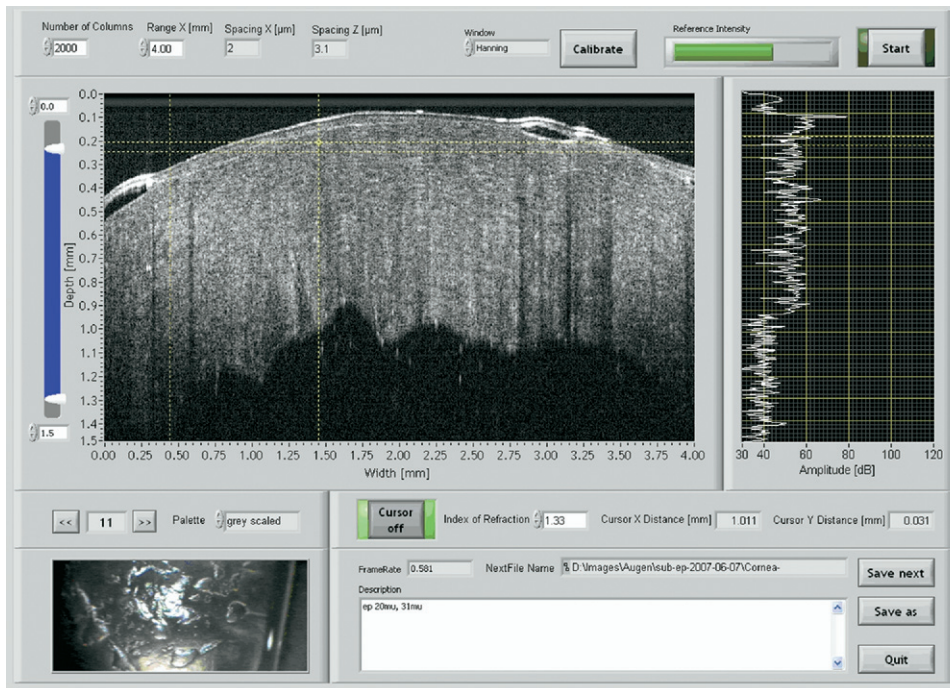 Number of Columns Range X [mm] Spacing X [µm] Spacing Z [µm] Window Reference Intensity
2000 4.00 2 3.1 Hanning Calibrate Start
0.0
1.5
Depth [mm]
0.0
0.1
0.2
0.3
0.4
0.5
0.6
0.7
0.8
0.9
1.0
1.1
1.2
1.3
1.4
1.5
0.00 0.25 0.50 0.75 1.00 1.25 1.50 1.75 2.00 2.25 2.50 2.75 3.00 3.25 3.50 3.75 4.00
Width [mm]
30 40 60 80 100 120
Amplitude [dB]
<< 11 >> Palette grey scaled
Cursor off
Index of Refraction 1.33 Cursor X Distance [mm] 1.011 Cursor Y Distance [mm] 0.031
FrameRate 0.581 NextFile Name % D:\Images\Augen\sub-ep-2007-06-07\Cornea-
Save next
Description
ep 20mu, 31mu
Save as
Quit